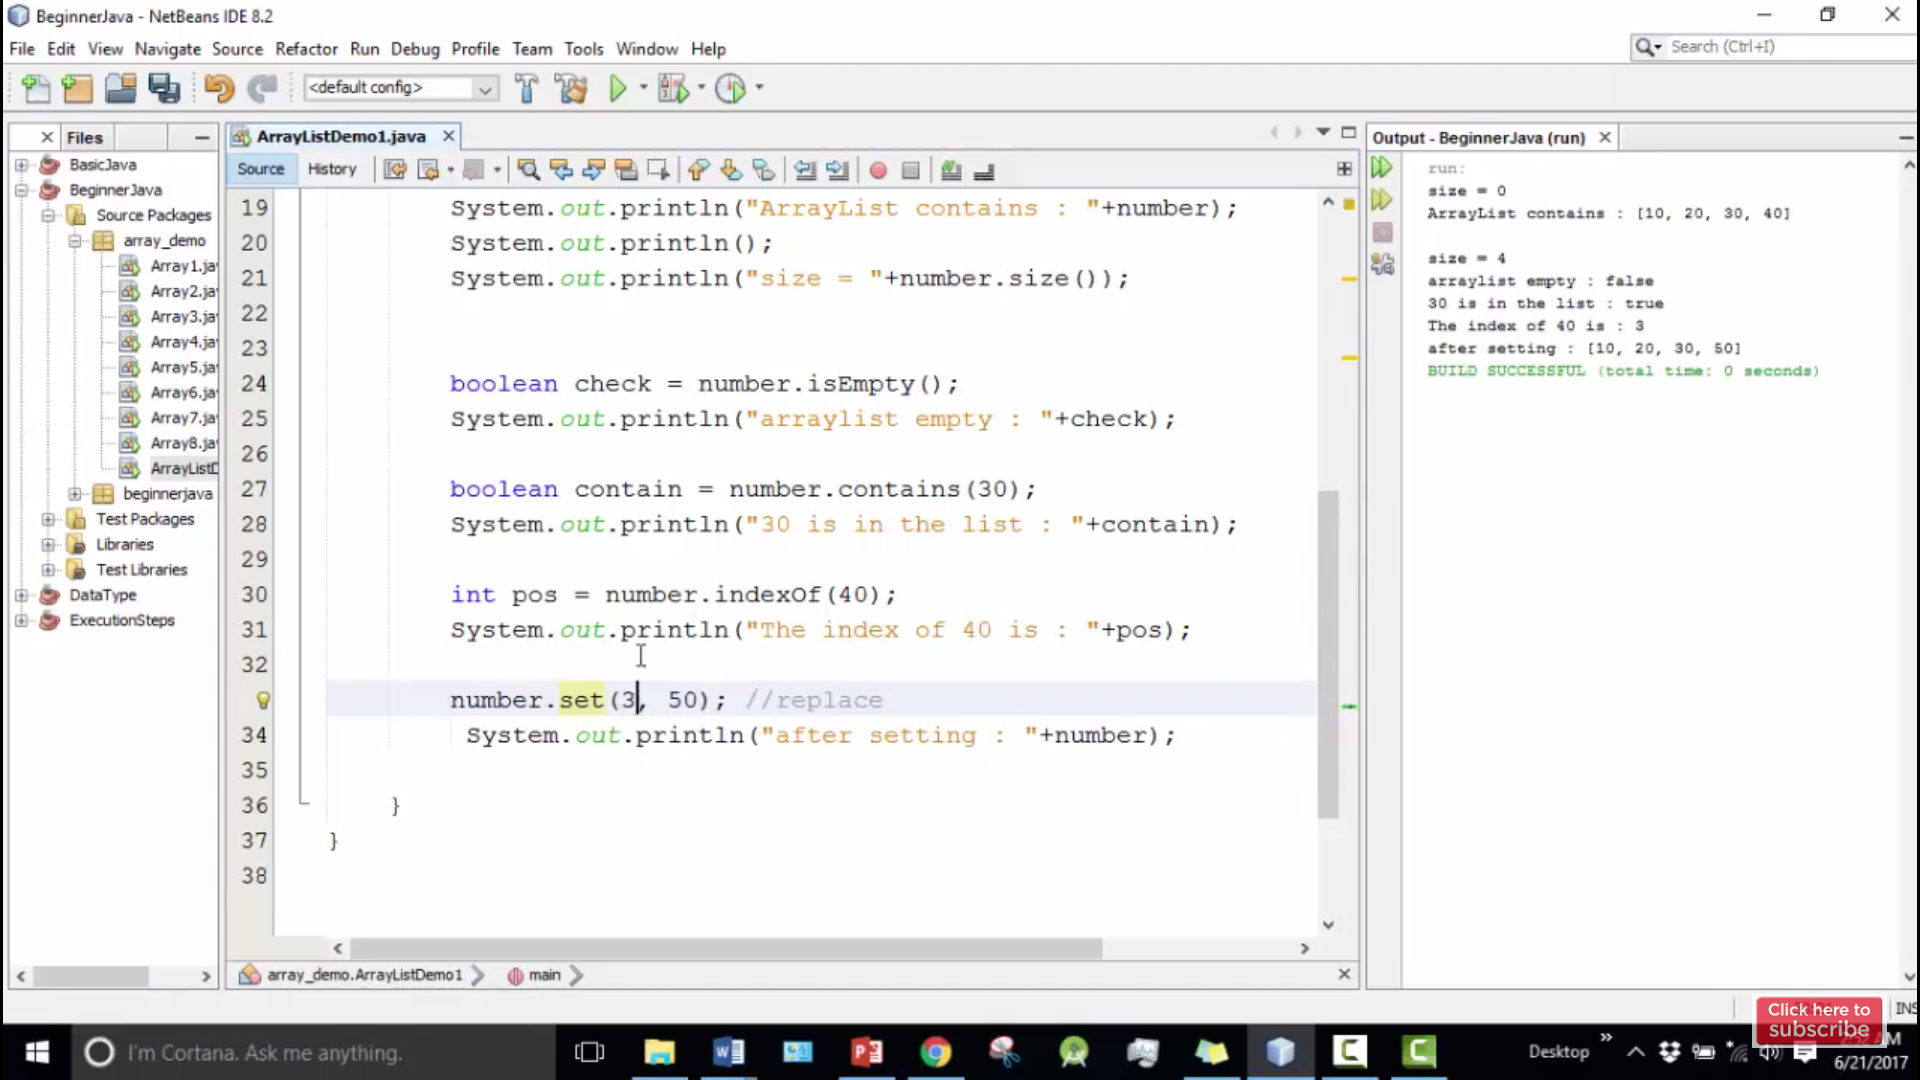 BeginnerJava - NetBeans IDE 8.2
File Edit View Navigate Source Refactor Run Debug Profile Team Tools Window Help
Search (Ctrl+I)
<default config>
Files
BasicJava
BeginnerJava
Source Packages
array_demo
Array1.ja
Array2.ja
Array3.ja
Array4.ja
Array5.ja
Array6.ja
Array7.ja
Array8.ja
ArrayListD
beginnerjava
Test Packages
Libraries
Test Libraries
DataType
ExecutionSteps
ArrayListDemo1.java
Source History
19 System.out.println("ArrayList contains : "+number);
20 System.out.println();
21 System.out.println("size = "+number.size());
22
23
24 boolean check = number.isEmpty();
25 System.out.println("arraylist empty : "+check);
26
27 boolean contain = number.contains(30);
28 System.out.println("30 is in the list : "+contain);
29
30 int pos = number.indexOf(40);
31 System.out.println("The index of 40 is : "+pos);
32
number.set(3, 50); //replace
34 System.out.println("after setting : "+number);
35
36 }
37 }
38
array_demo.ArrayListDemo1 main
Output - BeginnerJava (run)
run:
size = 0
ArrayList contains : [10, 20, 30, 40]
size = 4
arraylist empty : false
30 is in the list : true
The index of 40 is : 3
after setting : [10, 20, 30, 50]
BUILD SUCCESSFUL (total time: 0 seconds)
INS
Click here to
subscribe
I'm Cortana. Ask me anything.
Desktop
6/21/2017